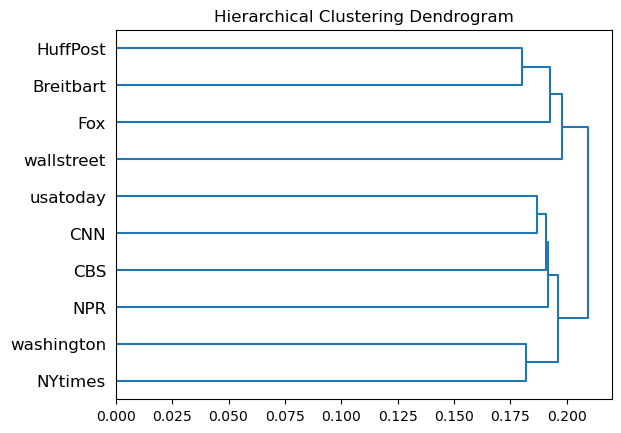 Hierarchical Clustering Dendrogram
HuffPost
Breitbart
Fox
wallstreet
usatoday
CNN
CBS
NPR
washington
NYtimes
0.000 0.025 0.050 0.075 0.100 0.125 0.150 0.175 0.200